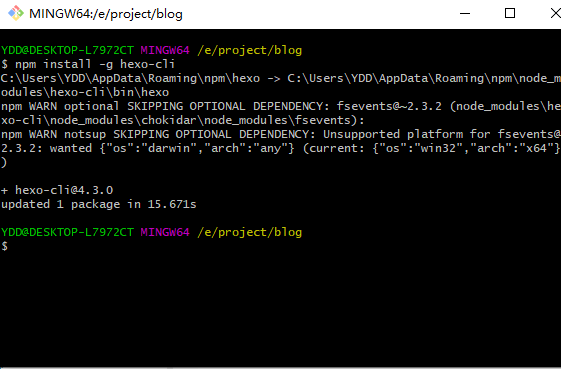 MINGW64:/e/project/blog
YDD@DESKTOP-L7972CT MINGW64 /e/project/blog
$ npm install -g hexo-cli
C:\Users\YDD\AppData\Roaming\npm\hexo -> C:\Users\YDD\AppData\Roaming\npm\node_m
odules\hexo-cli\bin\hexo
npm WARN optional SKIPPING OPTIONAL DEPENDENCY: fsevents@~2.3.2 (node_modules\he
xo-cli\node_modules\chokidar\node_modules\fsevents):
npm WARN notsup SKIPPING OPTIONAL DEPENDENCY: Unsupported platform for fsevents@
2.3.2: wanted {"os":"darwin","arch":"any"} (current: {"os":"win32","arch":"x64"}
)
+ hexo-cli@4.3.0
updated 1 package in 15.671s
YDD@DESKTOP-L7972CT MINGW64 /e/project/blog
$